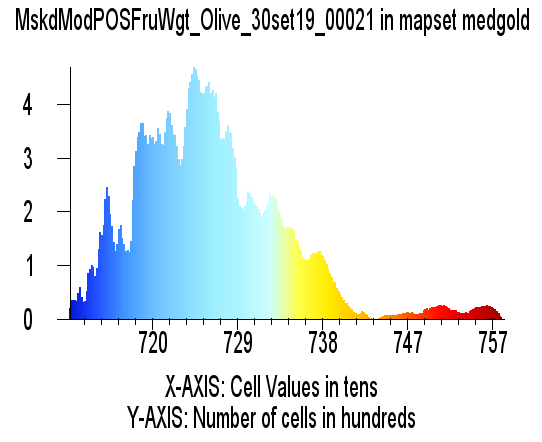 MskdModPOSFruWgt_Olive_30set19_00021 in mapset medgold
4
3
2
1
0
720 729 738 747 757
X-AXIS: Cell Values in tens
Y-AXIS: Number of cells in hundreds